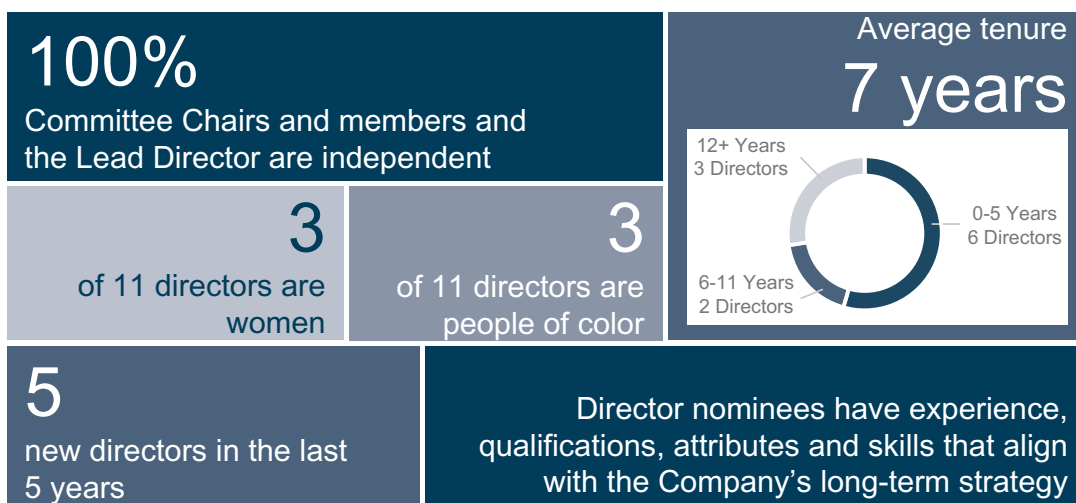 100%
Committee Chairs and members and
the Lead Director are independent
Average tenure
7 years
12+ Years
3 Directors
0-5 Years
6 Directors
6-11 Years
2 Directors
3
of 11 directors are
women
3
of 11 directors are
people of color
5
new directors in the last
5 years
Director nominees have experience,
qualifications, attributes and skills that align
with the Company’s long-term strategy